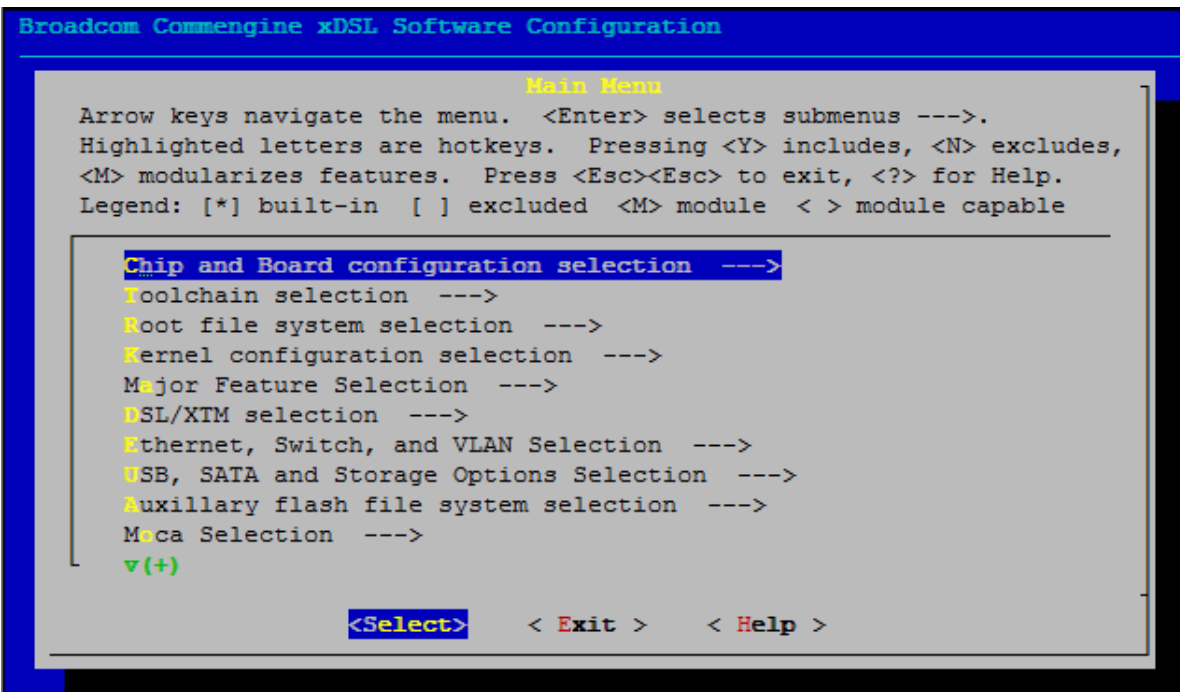 Broadcom Commengine xDSL Software Configuration
Main Menu
Arrow keys navigate the menu.  <Enter> selects submenus --->.
Highlighted letters are hotkeys.  Pressing <Y> includes, <N> excludes,
<M> modularizes features.  Press <Esc><Esc> to exit, <?> for Help.
Legend: [*] built-in  [ ] excluded  <M> module  < > module capable
Chip and Board configuration selection  --->
Toolchain selection  --->
Root file system selection  --->
Kernel configuration selection  --->
Major Feature Selection  --->
DSL/XTM selection  --->
Ethernet, Switch, and VLAN Selection  --->
USB, SATA and Storage Options Selection  --->
Auxillary flash file system selection  --->
Moca Selection  --->
▽(+)
<Select>    < Exit >    < Help >